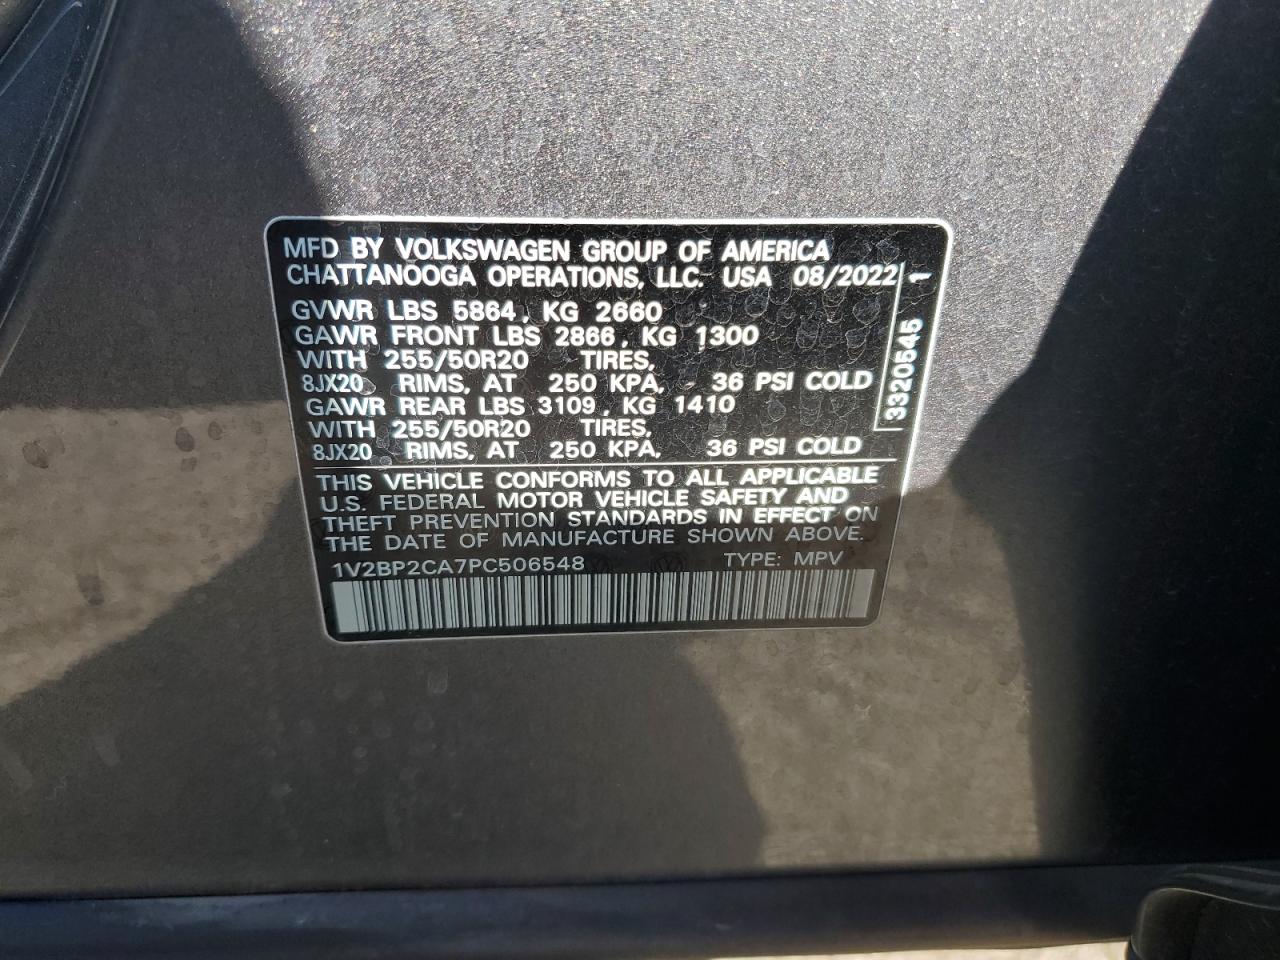 MFD BY VOLKSWAGEN GROUP OF AMERICA
CHATTANOOGA OPERATIONS, LLC. USA 08/2022
GVWR LBS 5864, KG 2660
GAWR FRONT LBS 2866, KG 1300
WITH 255/50R20 TIRES,
8JX20 RIMS, AT 250 KPA, 36 PSI COLD
GAWR REAR LBS 3109, KG 1410
WITH 255/50R20 TIRES,
8JX20 RIMS, AT 250 KPA, 36 PSI COLD
3320545 1
THIS VEHICLE CONFORMS TO ALL APPLICABLE
U.S. FEDERAL MOTOR VEHICLE SAFETY AND
THEFT PREVENTION STANDARDS IN EFFECT ON
THE DATE OF MANUFACTURE SHOWN ABOVE.
1V2BP2CA7PC506548 TYPE: MPV